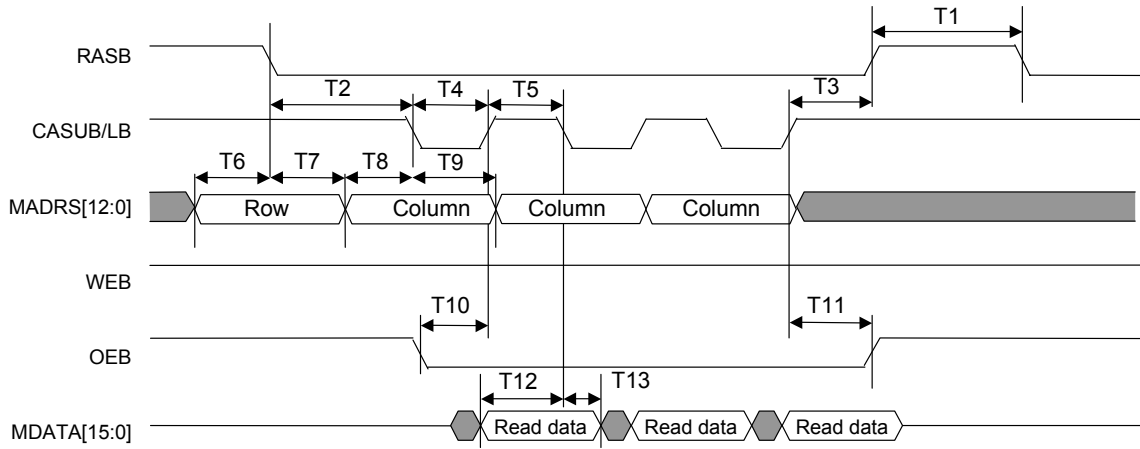 T1
RASB
T2 T4 T5 T3
CASUB/LB
T6 T7 T8 T9
MADRS[12:0] Row Column Column Column
WEB
T10 T11
OEB
T12 T13
MDATA[15:0] Read data Read data Read data